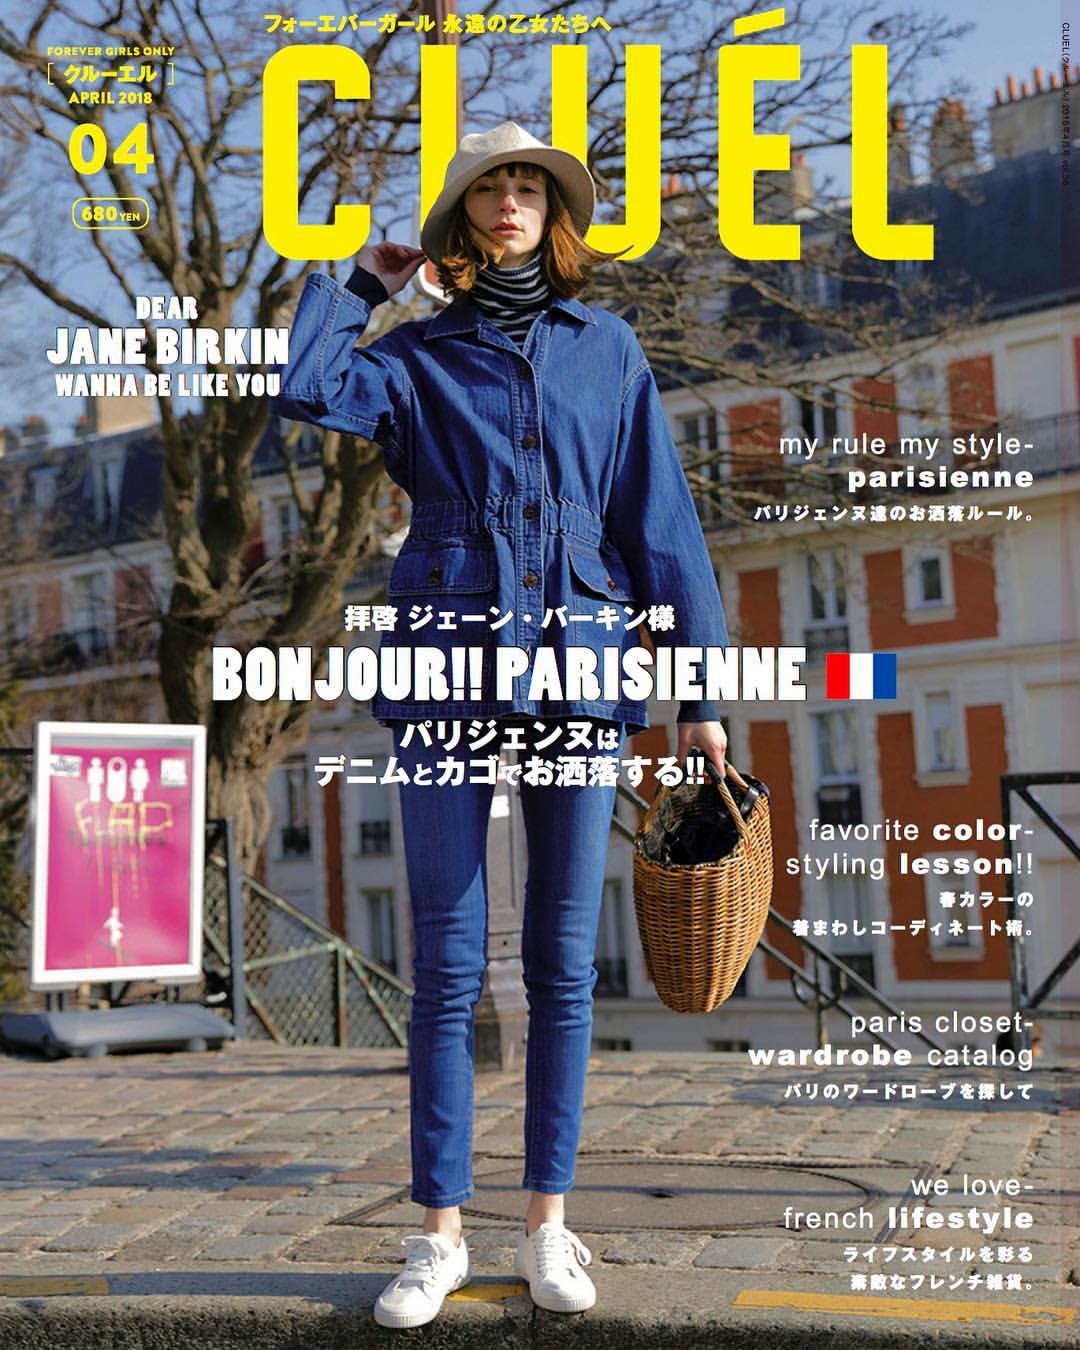 フォーエバーガール 永遠の乙女たちへ
CLUÉL
FOREVER GIRLS ONLY
[クルーエル]
APRIL 2018
04
680YEN
DEAR
JANE BIRKIN
WANNA BE LIKE YOU
my rule my style-
parisienne
パリジェンヌ達のお洒落ルール。
拝啓 ジェーン・バーキン様
BONJOUR!! PARISIENNE
パリジェンヌは
デニムとカゴでお洒落する!!
favorite color-
styling lesson!!
春カラーの
着まわしコーディネート術。
paris closet-
wardrobe catalog
パリのワードローブを探して
we love-
french lifestyle
ライフスタイルを彩る
素敵なフレンチ雑貨。